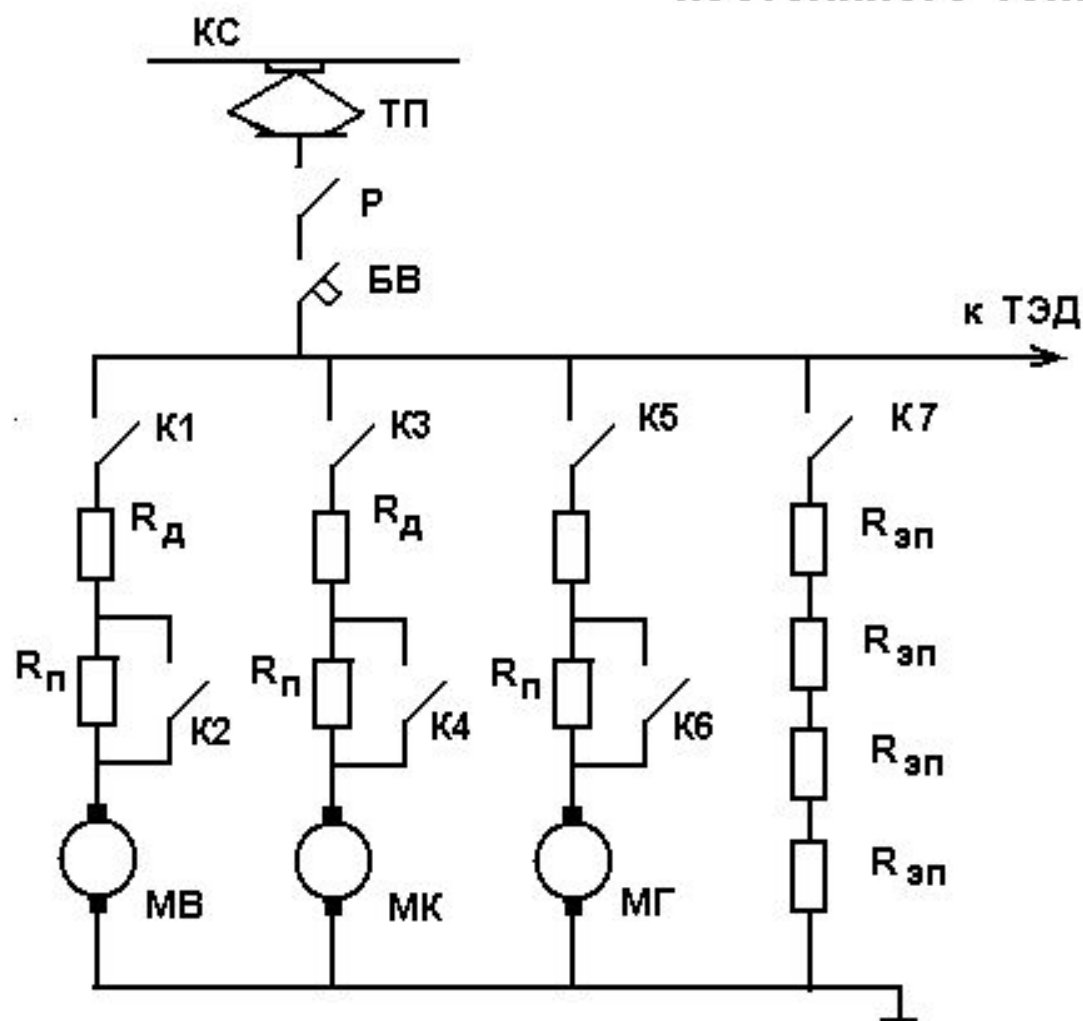 КС
ТП
Р
БВ
к ТЭД
К1 К3 К5 К7
Rд Rд Rэп
Rп Rп Rп Rэп
К2 К4 К6
Rэп
Rэп
МВ МК МГ